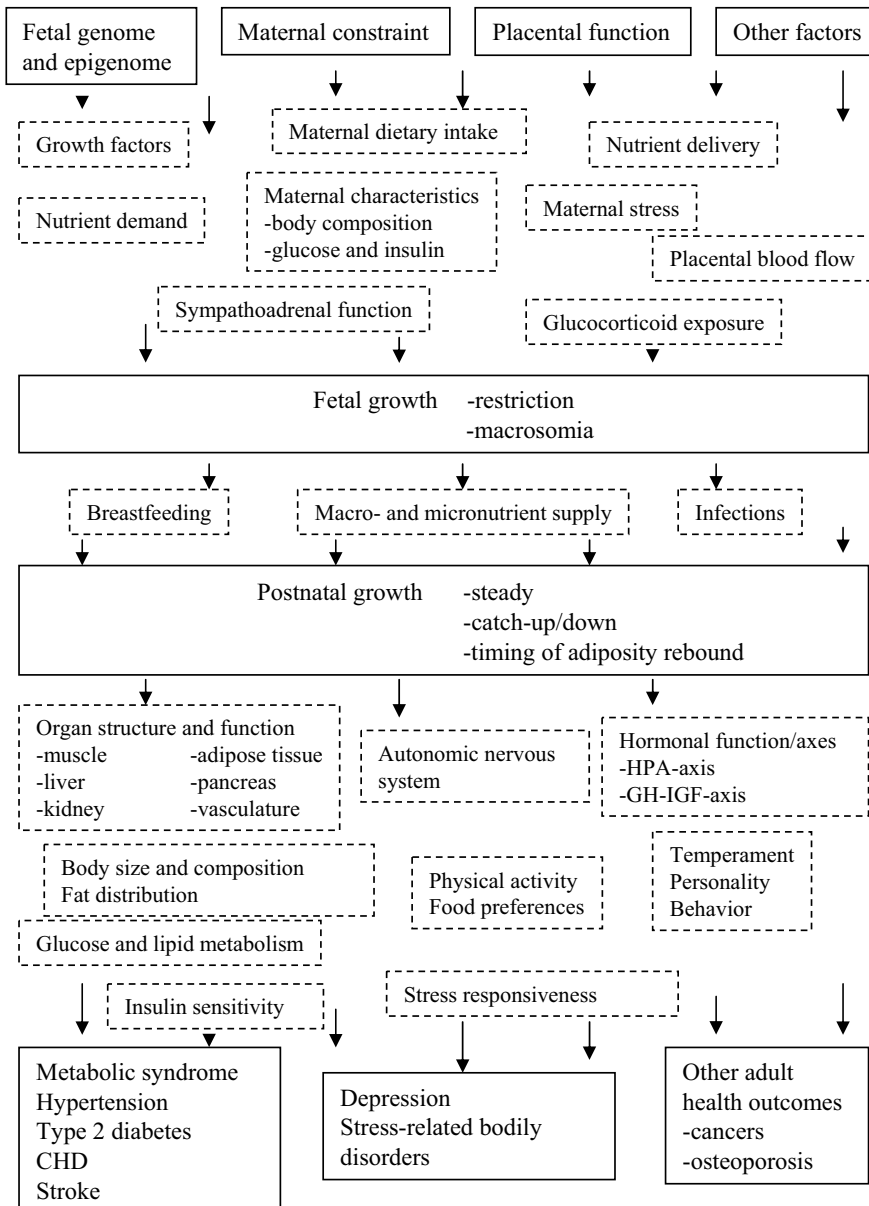 Fetal genome
and epigenome
Maternal constraint
Placental function
Other factors
Growth factors
Maternal dietary intake
Nutrient delivery
Nutrient demand
Maternal characteristics
-body composition
-glucose and insulin
Maternal stress
Placental blood flow
Sympathoadrenal function
Glucocorticoid exposure
Fetal growth -restriction
-macrosomia
Breastfeeding
Macro- and micronutrient supply
Infections
Postnatal growth -steady
-catch-up/down
-timing of adiposity rebound
Organ structure and function
-muscle -adipose tissue
-liver -pancreas
-kidney -vasculature
Autonomic nervous
system
Hormonal function/axes
-HPA-axis
-GH-IGF-axis
Body size and composition
Fat distribution
Physical activity
Food preferences
Temperament
Personality
Behavior
Glucose and lipid metabolism
Insulin sensitivity
Stress responsiveness
Metabolic syndrome
Hypertension
Type 2 diabetes
CHD
Stroke
Depression
Stress-related bodily
disorders
Other adult
health outcomes
-cancers
-osteoporosis